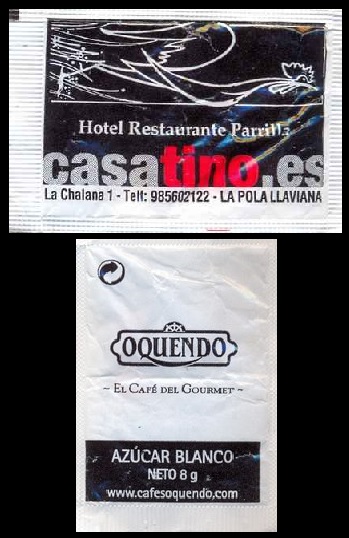 Hotel Restaurante Parrilla
casatino.es
La Chalana 1 - Telf: 985602122 - LA POLA LLAVIANA
OQUENDO
~ EL CAFÉ DEL GOURMET ~
AZÚCAR BLANCO
NETO 8 g
www.cafesoquendo.com